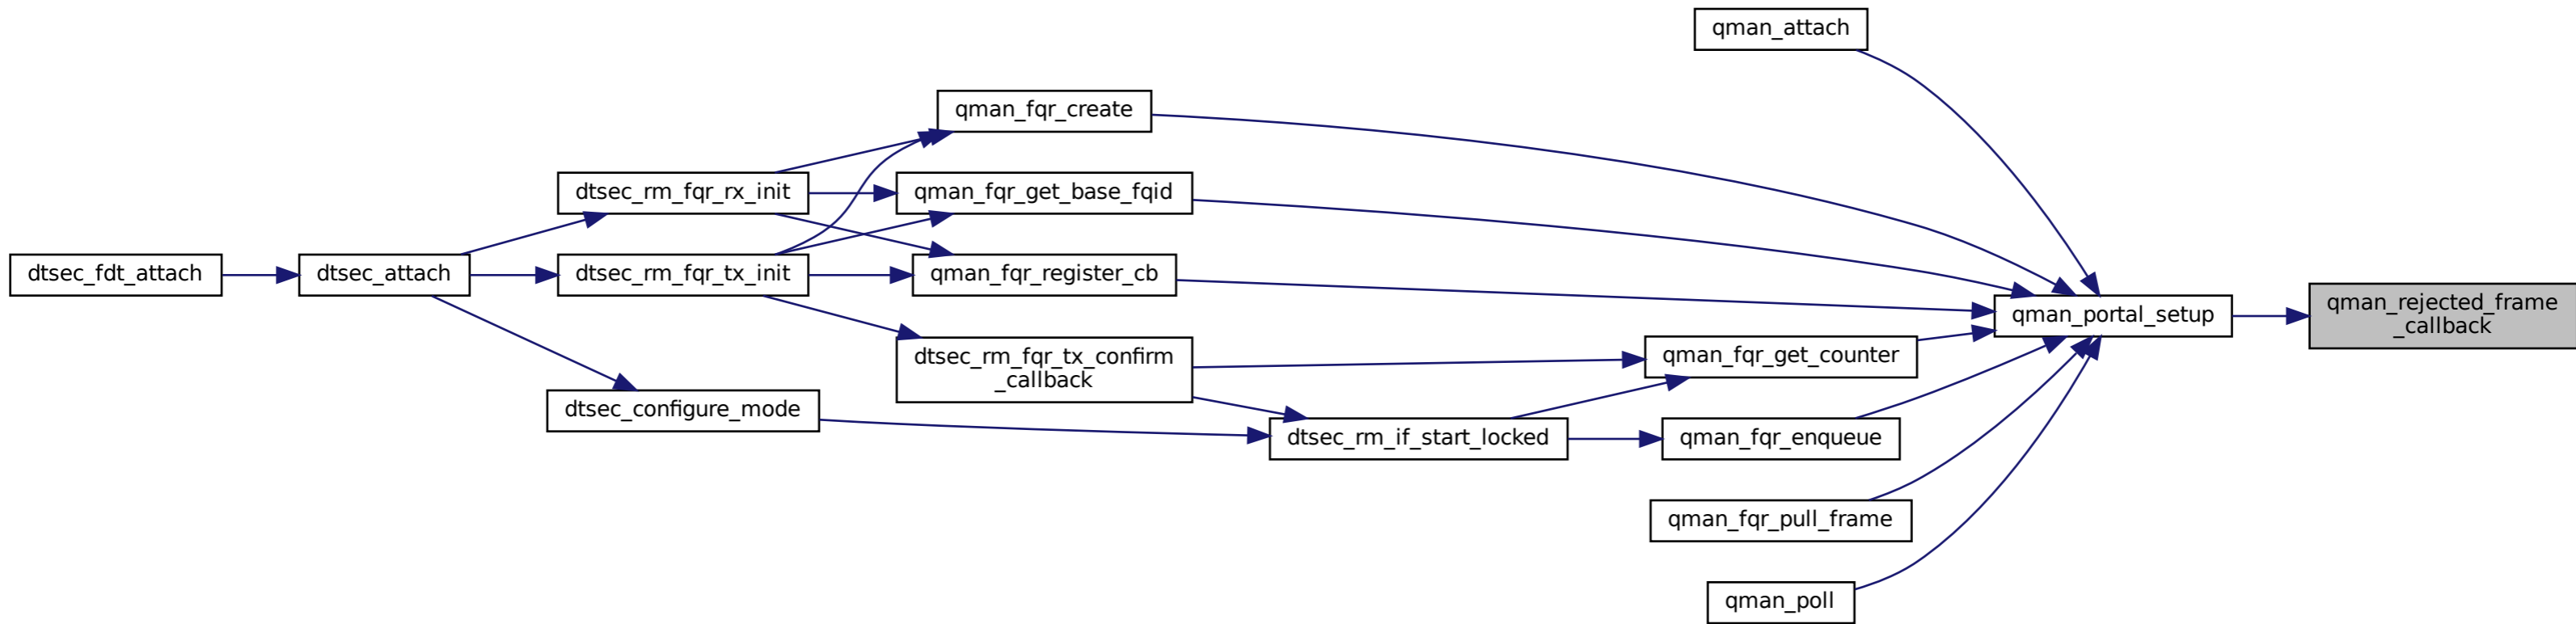 qman_attach
qman_fqr_create
dtsec_rm_fqr_rx_init
qman_fqr_get_base_fqid
dtsec_fdt_attach
dtsec_attach
dtsec_rm_fqr_tx_init
qman_fqr_register_cb
qman_portal_setup
qman_rejected_frame
_callback
dtsec_rm_fqr_tx_confirm
_callback
qman_fqr_get_counter
dtsec_configure_mode
dtsec_rm_if_start_locked
qman_fqr_enqueue
qman_fqr_pull_frame
qman_poll